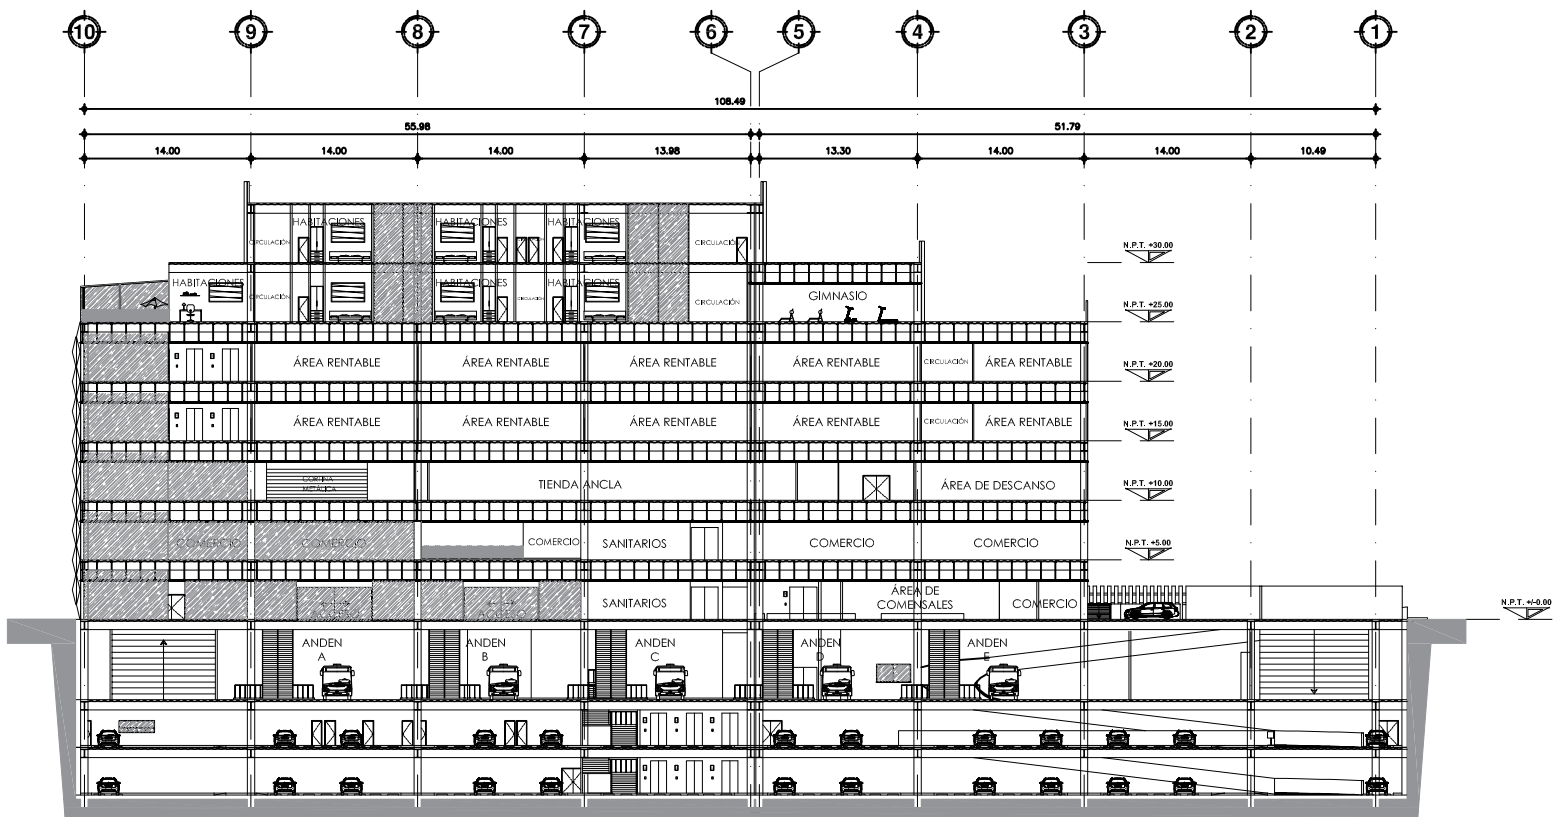 10 9 8 7 6 5 4 3 2 1
108.49
55.98 51.79
14.00 14.00 14.00 13.98 13.30 14.00 14.00 10.49
HABITACIONES HABITACIONES HABITACIONES
CIRCULACIÓN CIRCULACIÓN
N.P.T. +30.00
HABITACIONES HABITACIONES HABITACIONES HABITACIONES
CIRCULACIÓN CIRCULACIÓN CIRCULACIÓN
GIMNASIO
N.P.T. +25.00
ÁREA RENTABLE ÁREA RENTABLE ÁREA RENTABLE ÁREA RENTABLE CIRCULACIÓN ÁREA RENTABLE
N.P.T. +20.00
ÁREA RENTABLE ÁREA RENTABLE ÁREA RENTABLE ÁREA RENTABLE CIRCULACIÓN ÁREA RENTABLE
N.P.T. +15.00
CORTINA
METÁLICA
TIENDA ANCLA
ÁREA DE DESCANSO
N.P.T. +10.00
COMERCIO COMERCIO COMERCIO SANITARIOS COMERCIO COMERCIO
N.P.T. +5.00
ACCESO ACCESO
SANITARIOS
ÁREA DE
COMENSALES
COMERCIO
N.P.T. +/-0.00
ANDEN
A
ANDEN
B
ANDEN
C
ANDEN
D
ANDEN
E